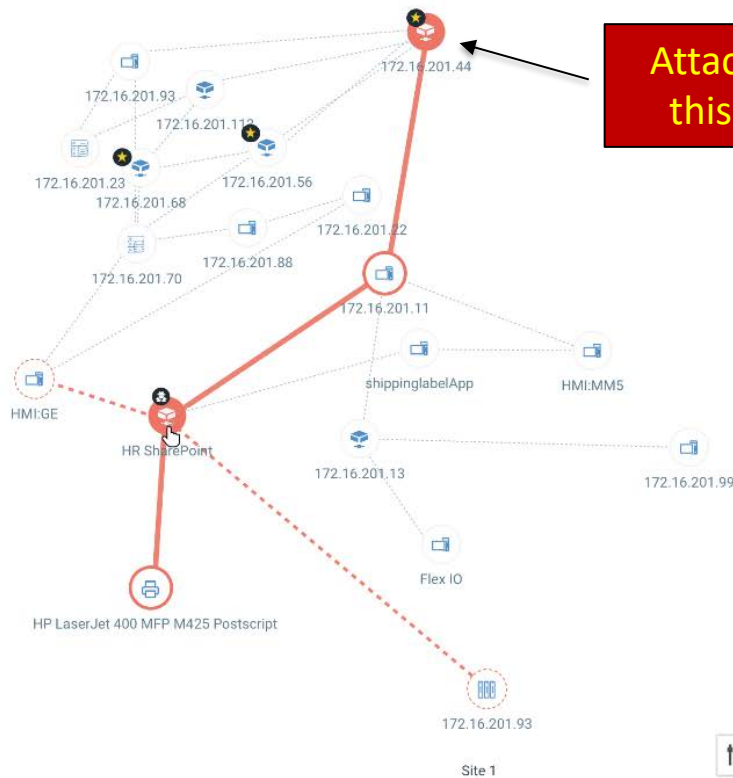 172.16.201.44
Attac
this
172.16.201.93
172.16.201.112
172.16.201.23
172.16.201.56
172.16.201.68
172.16.201.22
172.16.201.88
172.16.201.70
172.16.201.11
shippinglabelApp
HMI:MM5
HMI:GE
HR SharePoint
172.16.201.13
172.16.201.99
Flex IO
HP LaserJet 400 MFP M425 Postscript
172.16.201.93
Site 1